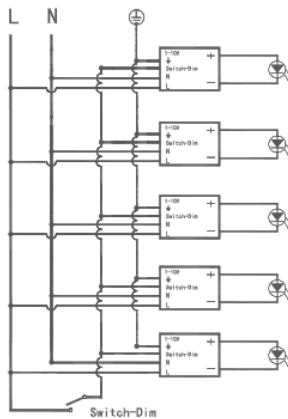 L N
1-10V
Switch-Dim
N
L
+
−
1-10V
Switch-Dim
N
L
+
−
1-10V
Switch-Dim
N
L
+
−
1-10V
Switch-Dim
N
L
+
−
1-10V
Switch-Dim
N
L
+
−
Switch-Dim